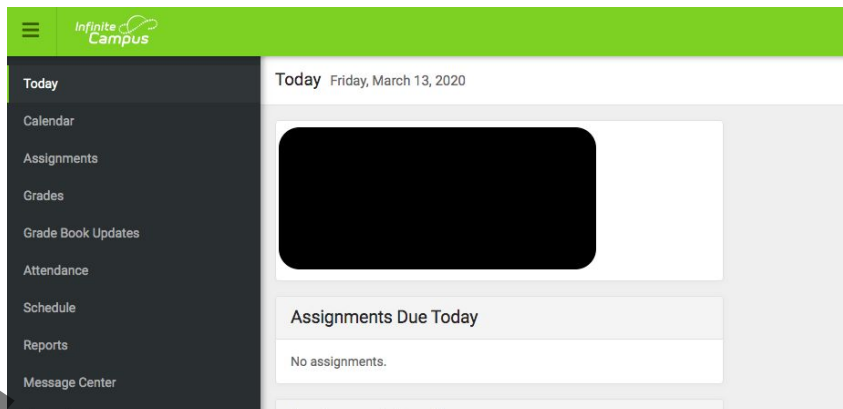 Infinite
Campus
Today
Calendar
Assignments
Grades
Grade Book Updates
Attendance
Schedule
Reports
Message Center
Today Friday, March 13, 2020
Assignments Due Today
No assignments.